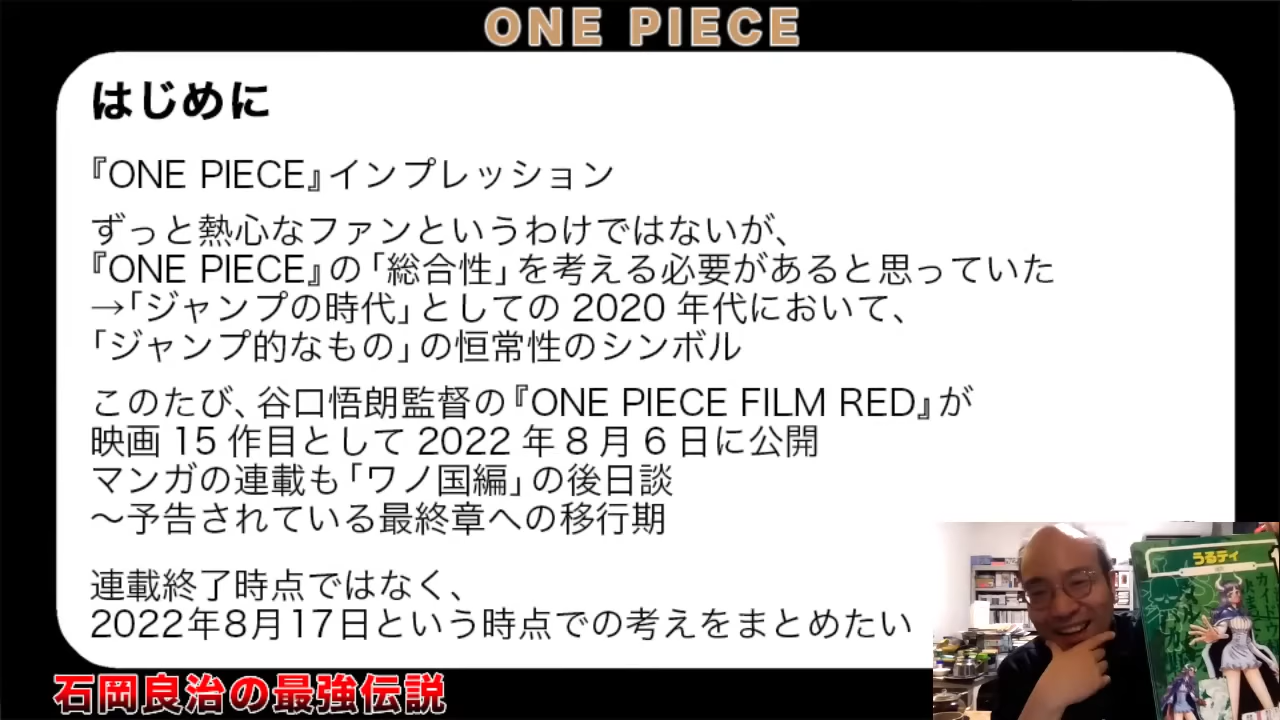 ONE PIECE
はじめに
『ONE PIECE』インプレッション
ずっと熱心なファンというわけではないが、
『ONE PIECE』の「総合性」を考える必要があると思っていた
→「ジャンプの時代」としての 2020 年代において、
「ジャンプ的なもの」の恒常性のシンボル
このたび、谷口悟朗監督の『ONE PIECE FILM RED』が
映画 15 作目として 2022 年 8 月 6 日に公開
マンガの連載も「ワノ国編」の後日談
～予告されている最終章への移行期
連載終了時点ではなく、
2022年8月17日という時点での考えをまとめたい
うるティ
石岡良治の最強伝説